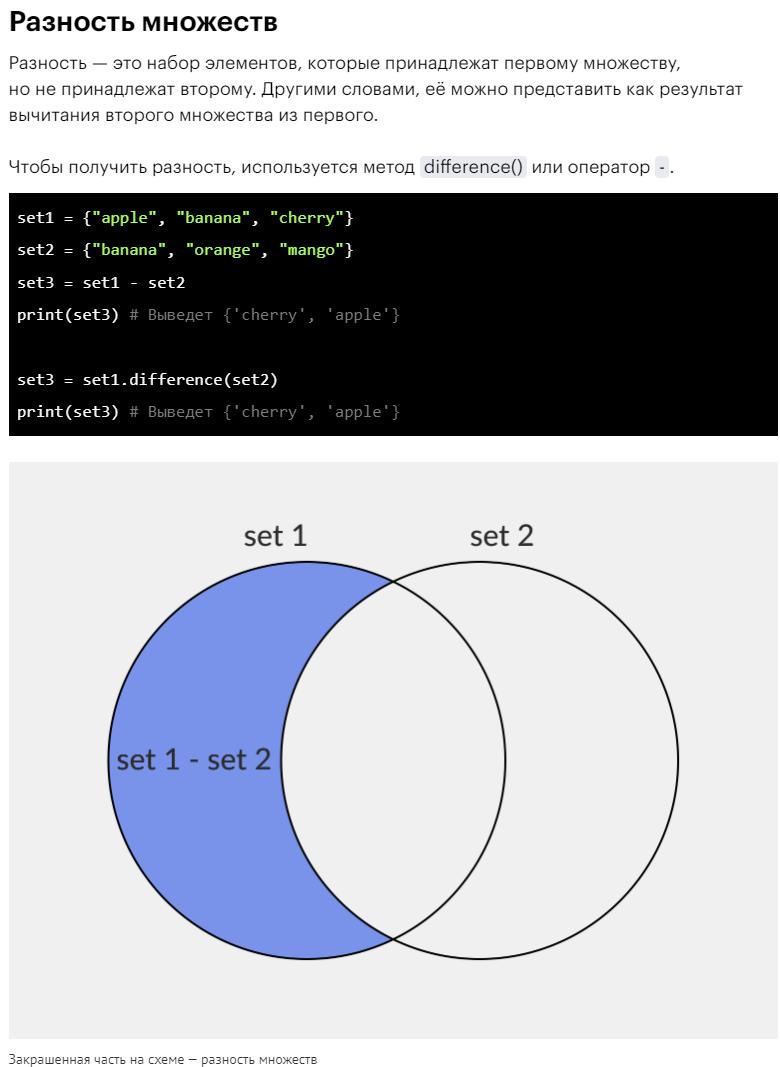 Разность множеств
Разность — это набор элементов, которые принадлежат первому множеству,
но не принадлежат второму. Другими словами, её можно представить как результат
вычитания второго множества из первого.
Чтобы получить разность, используется метод difference() или оператор -.
set1 = {"apple", "banana", "cherry"}
set2 = {"banana", "orange", "mango"}
set3 = set1 - set2
print(set3) # Выведет {'cherry', 'apple'}
set3 = set1.difference(set2)
print(set3) # Выведет {'cherry', 'apple'}
set 1 set 2
set 1 - set 2
Закрашенная часть на схеме — разность множеств